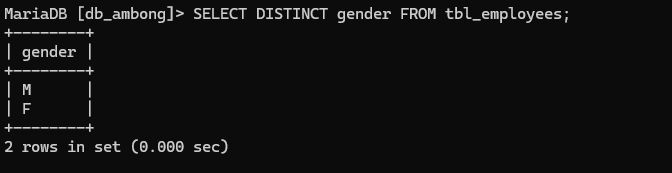 MariaDB [db_ambong]> SELECT DISTINCT gender FROM tbl_employees;
+--------+
| gender |
+--------+
| M      |
| F      |
+--------+
2 rows in set (0.000 sec)